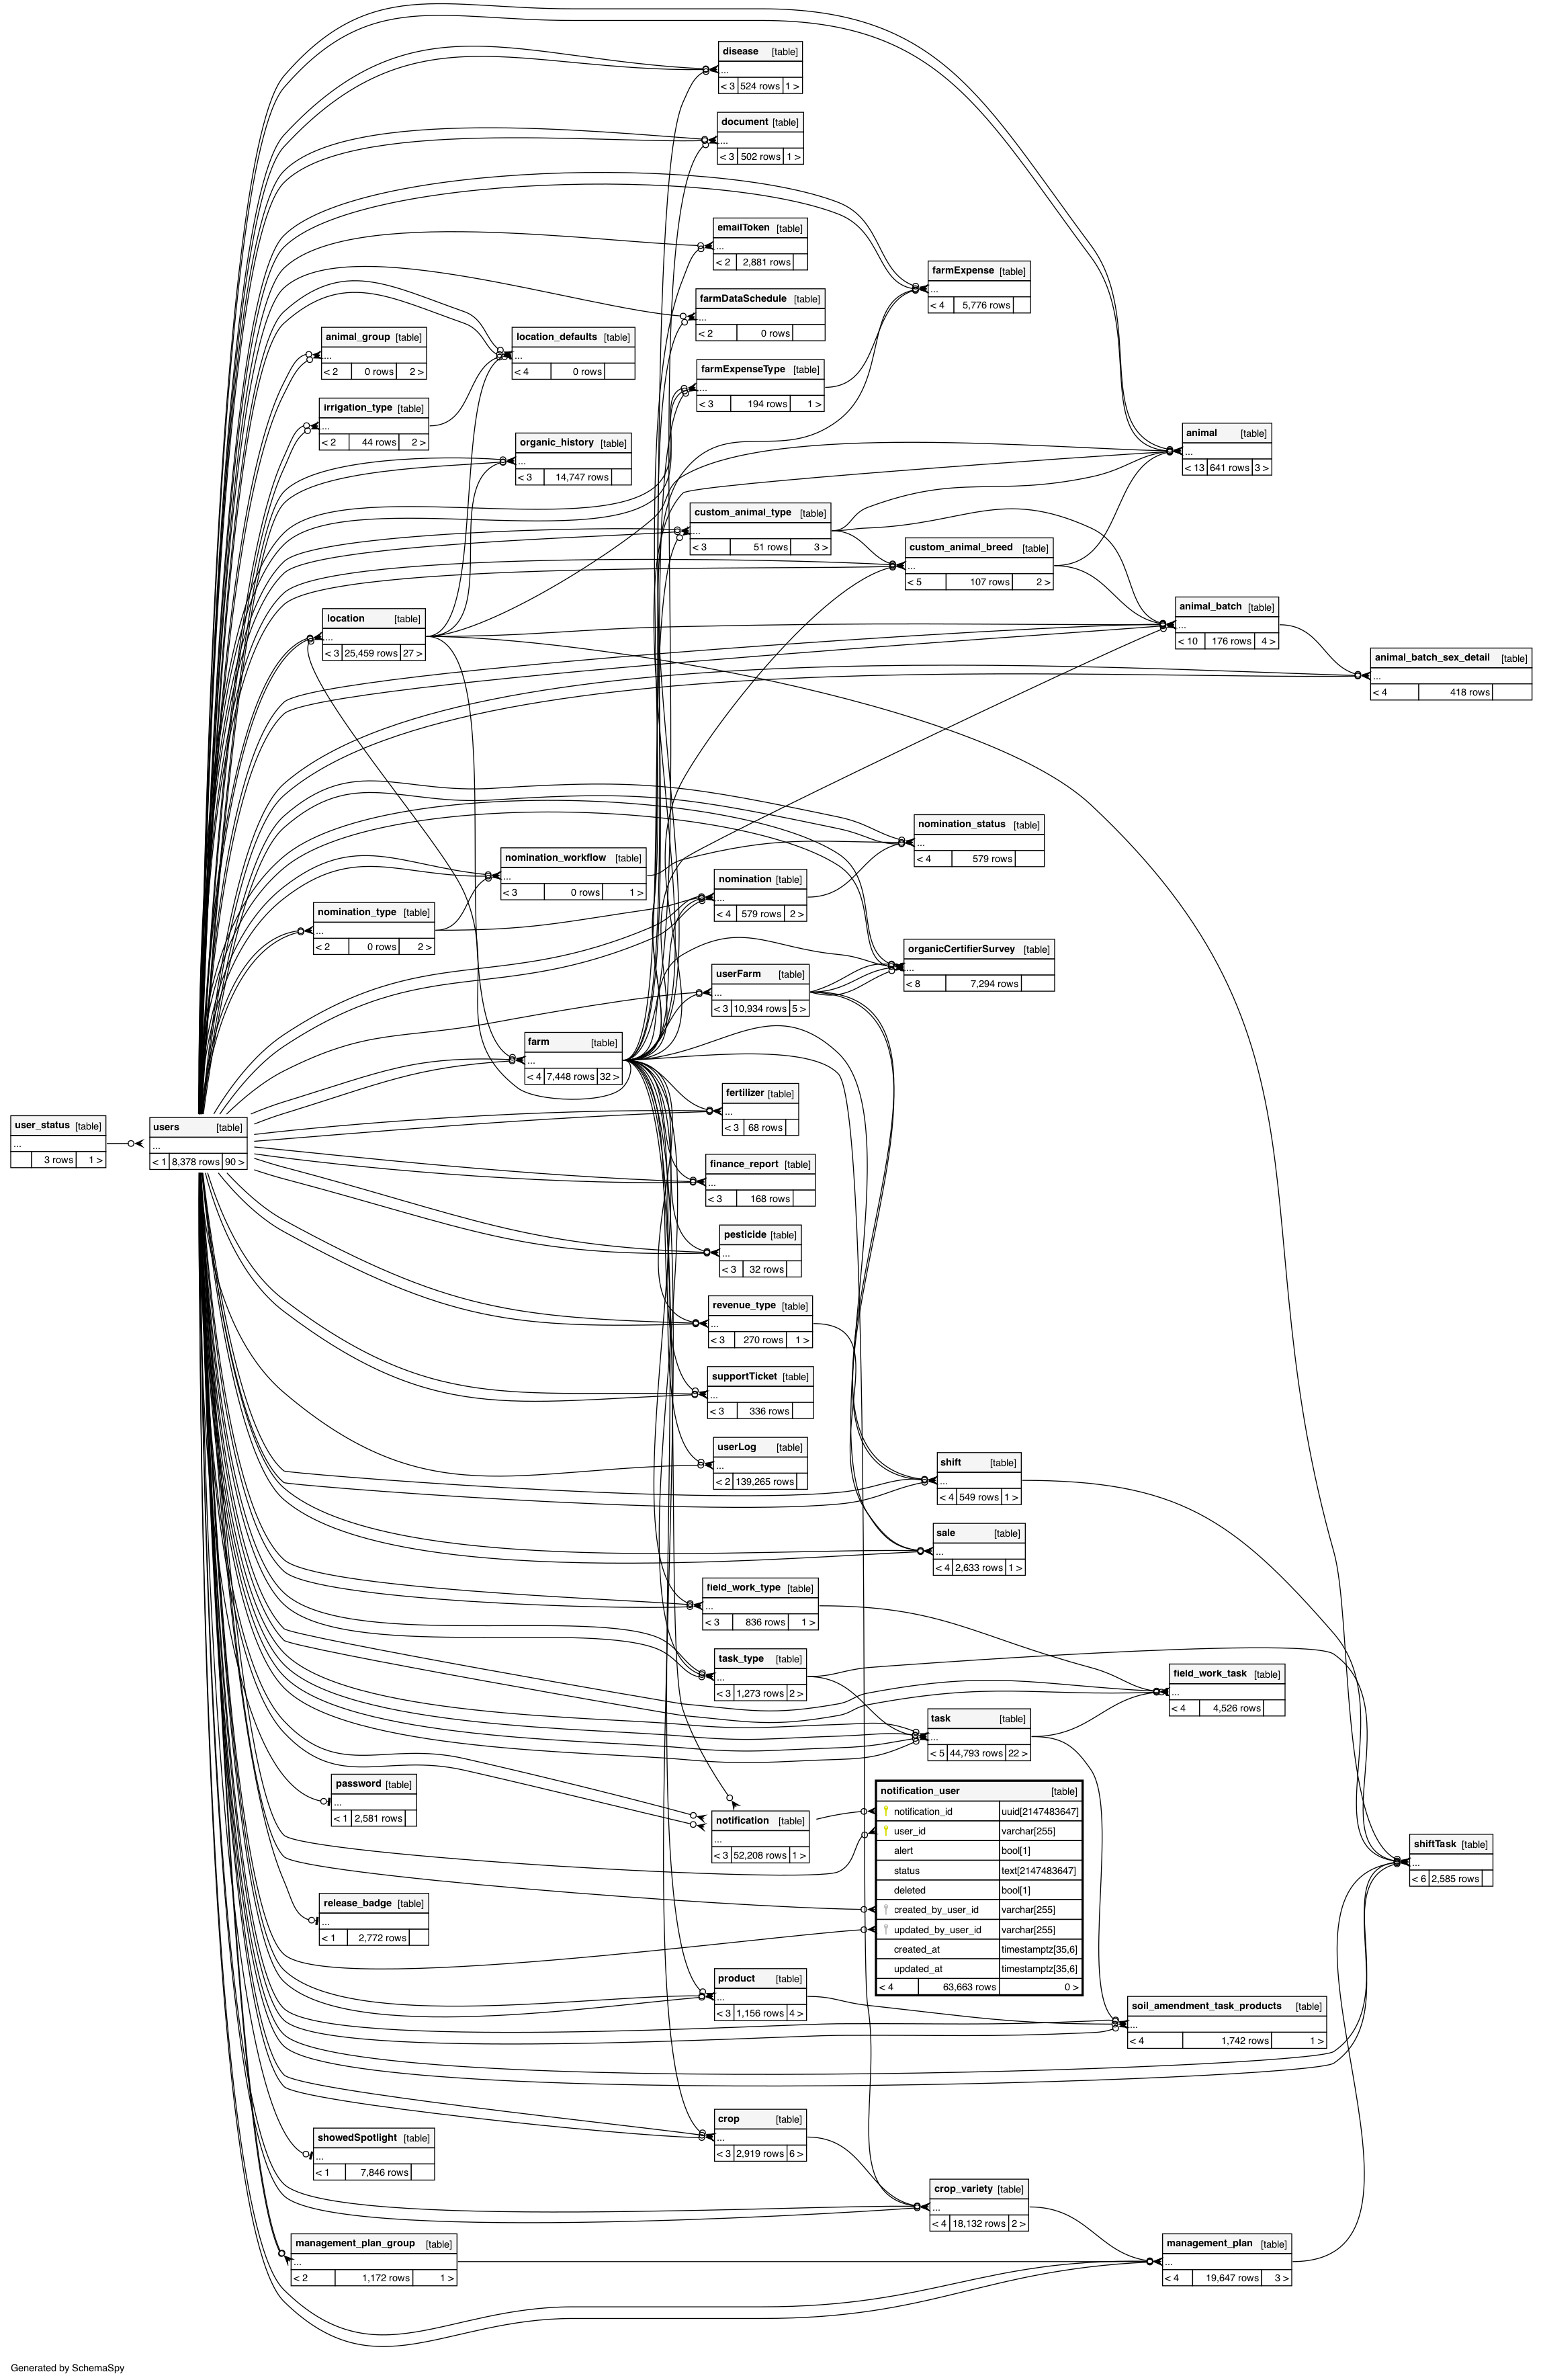 disease [table]
...
< 3 524 rows 1 >
document [table]
...
< 3 502 rows 1 >
emailToken [table]
...
< 2 2,881 rows
farmExpense [table]
...
< 4 5,776 rows
farmDataSchedule [table]
...
< 2 0 rows
animal_group [table]
...
< 2 0 rows 2 >
location_defaults [table]
...
< 4 0 rows
farmExpenseType [table]
...
< 3 194 rows 1 >
irrigation_type [table]
...
< 2 44 rows 2 >
organic_history [table]
...
< 3 14,747 rows
animal [table]
...
< 13 641 rows 3 >
custom_animal_type [table]
...
< 3 51 rows 3 >
custom_animal_breed [table]
...
< 5 107 rows 2 >
location [table]
...
< 3 25,459 rows 27 >
animal_batch [table]
...
< 10 176 rows 4 >
animal_batch_sex_detail [table]
...
< 4 418 rows
nomination_status [table]
...
< 4 579 rows
nomination_workflow [table]
...
< 3 0 rows 1 >
nomination [table]
...
< 4 579 rows 2 >
nomination_type [table]
...
< 2 0 rows 2 >
organicCertifierSurvey [table]
...
< 8 7,294 rows
userFarm [table]
...
< 3 10,934 rows 5 >
farm [table]
...
< 4 7,448 rows 32 >
fertilizer [table]
...
< 3 68 rows
user_status [table]
...
3 rows 1 >
users [table]
...
< 1 8,378 rows 90 >
finance_report [table]
...
< 3 168 rows
pesticide [table]
...
< 3 32 rows
revenue_type [table]
...
< 3 270 rows 1 >
supportTicket [table]
...
< 3 336 rows
userLog [table]
...
< 2 139,265 rows
shift [table]
...
< 4 549 rows 1 >
sale [table]
...
< 4 2,633 rows 1 >
field_work_type [table]
...
< 3 836 rows 1 >
task_type [table]
...
< 3 1,273 rows 2 >
field_work_task [table]
...
< 4 4,526 rows
task [table]
...
< 5 44,793 rows 22 >
password [table]
...
< 1 2,581 rows
notification [table]
...
< 3 52,208 rows 1 >
notification_user [table]
notification_id uuid[2147483647]
user_id varchar[255]
alert bool[1]
status text[2147483647]
deleted bool[1]
created_by_user_id varchar[255]
updated_by_user_id varchar[255]
created_at timestamptz[35,6]
updated_at timestamptz[35,6]
< 4 63,663 rows 0 >
shiftTask [table]
...
< 6 2,585 rows
release_badge [table]
...
< 1 2,772 rows
product [table]
...
< 3 1,156 rows 4 >
soil_amendment_task_products [table]
...
< 4 1,742 rows 1 >
crop [table]
...
< 3 2,919 rows 6 >
showedSpotlight [table]
...
< 1 7,846 rows
crop_variety [table]
...
< 4 18,132 rows 2 >
management_plan_group [table]
...
< 2 1,172 rows 1 >
management_plan [table]
...
< 4 19,647 rows 3 >
Generated by SchemaSpy